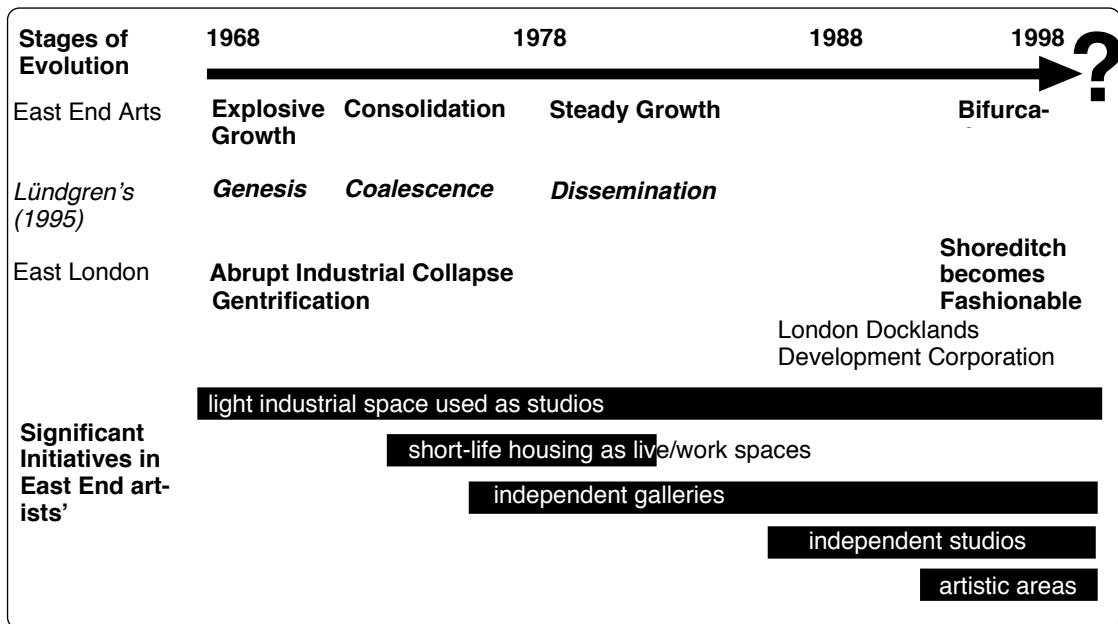 Stages of Evolution
1968 1978 1988 1998 ?
East End Arts
Explosive Growth
Consolidation
Steady Growth
Bifurca-
Lündgren's (1995)
Genesis
Coalescence
Dissemination
East London
Abrupt Industrial Collapse
Gentrification
Shoreditch
becomes
Fashionable
London Docklands
Development Corporation
Significant
Initiatives in
East End art-
ists'
light industrial space used as studios
short-life housing as live/work spaces
independent galleries
independent studios
artistic areas